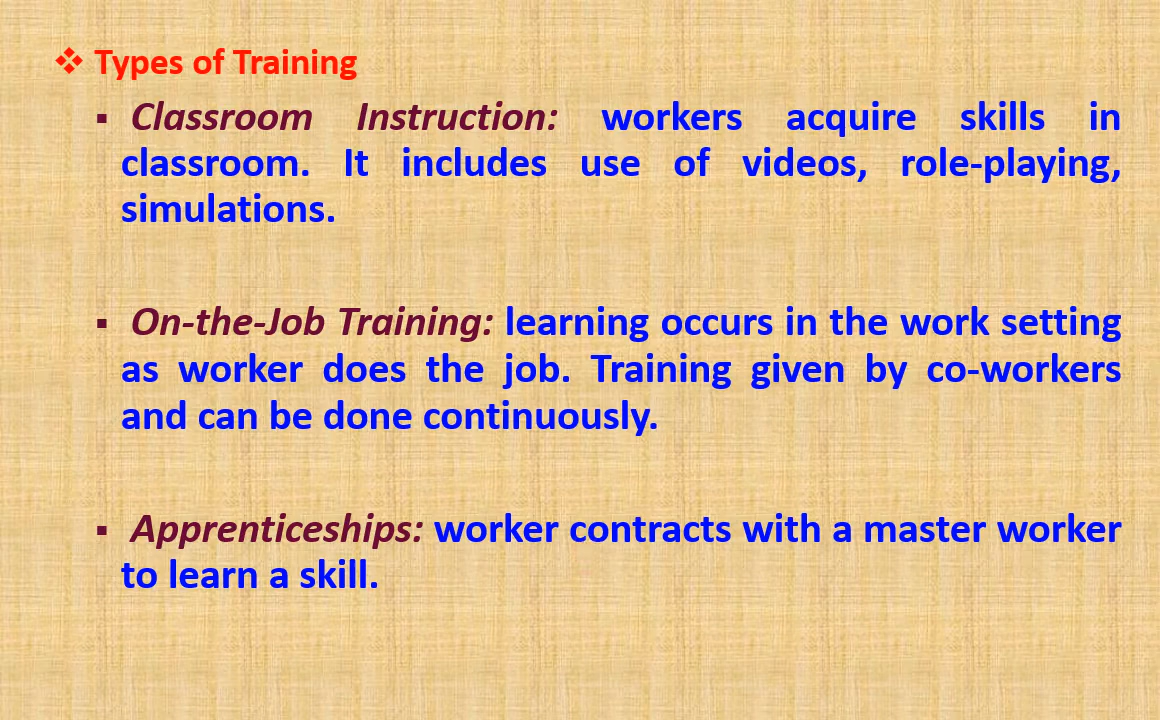 ❖ Types of Training
▪ Classroom Instruction: workers acquire skills in
classroom. It includes use of videos, role-playing,
simulations.
▪ On-the-Job Training: learning occurs in the work setting
as worker does the job. Training given by co-workers
and can be done continuously.
▪ Apprenticeships: worker contracts with a master worker
to learn a skill.